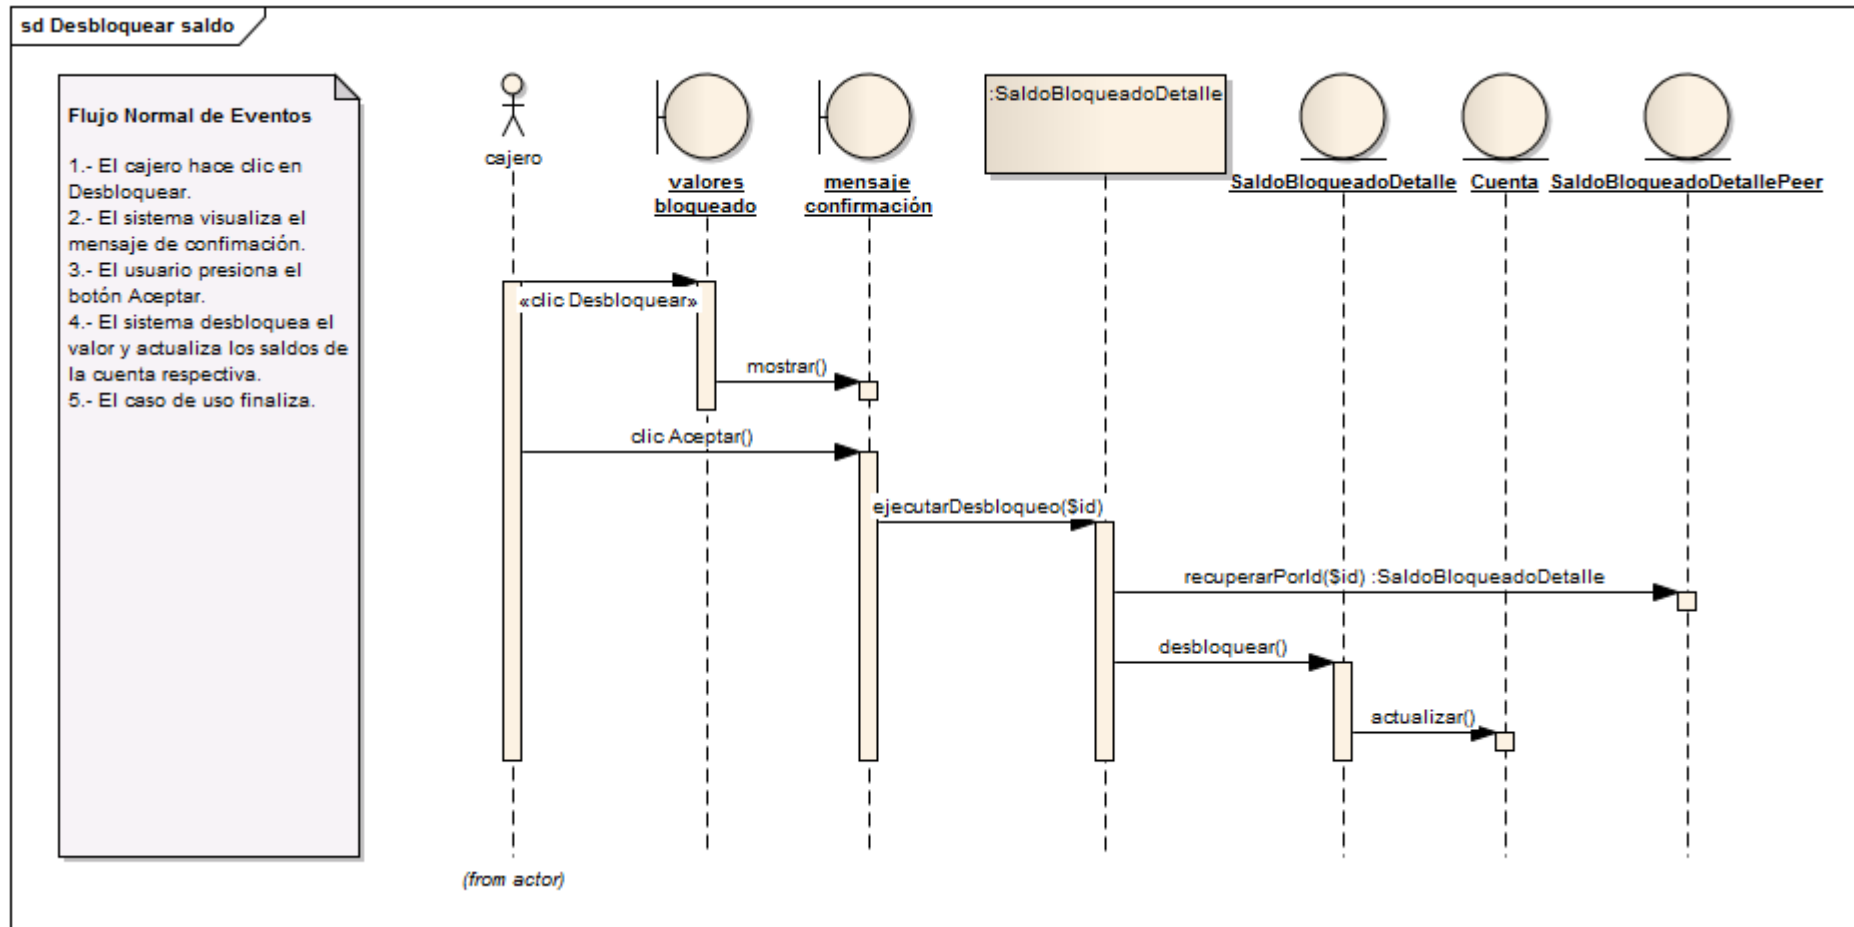 sd Desbloquear saldo
Flujo Normal de Eventos
1.- El cajero hace clic en
Desbloquear.
2.- El sistema visualiza el
mensaje de confimación.
3.- El usuario presiona el
botón Aceptar.
4.- El sistema desbloquea el
valor y actualiza los saldos de
la cuenta respectiva.
5.- El caso de uso finaliza.
cajero
valores
bloqueado
mensaje
confirmación
:SaldoBloqueadoDetalle
SaldoBloqueadoDetalle
Cuenta
SaldoBloqueadoDetallePeer
«clic Desbloquear»
mostrar()
clic Aceptar()
ejecutarDesbloqueo($id)
recuperarPorId($id) :SaldoBloqueadoDetalle
desbloquear()
actualizar()
(from actor)